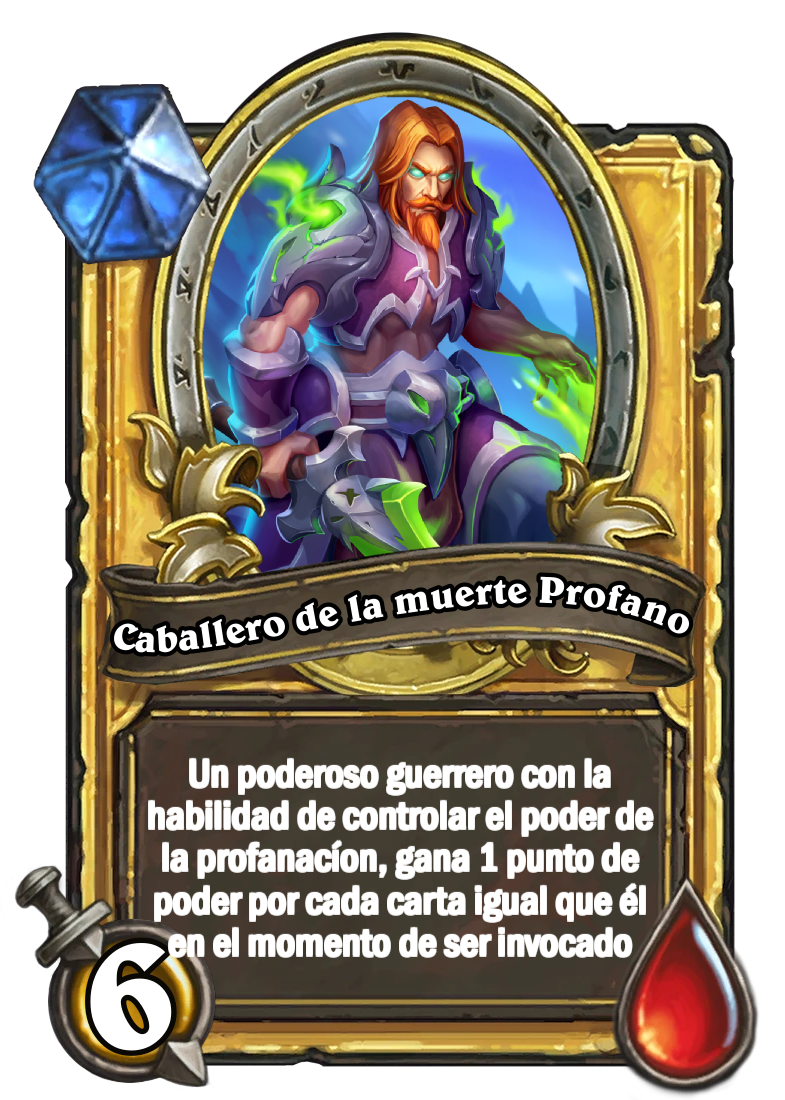 Caballero de la muerte Profano
Un poderoso guerrero con la
habilidad de controlar el poder de
la profanacíon, gana 1 punto de
poder por cada carta igual que él
en el momento de ser invocado
6